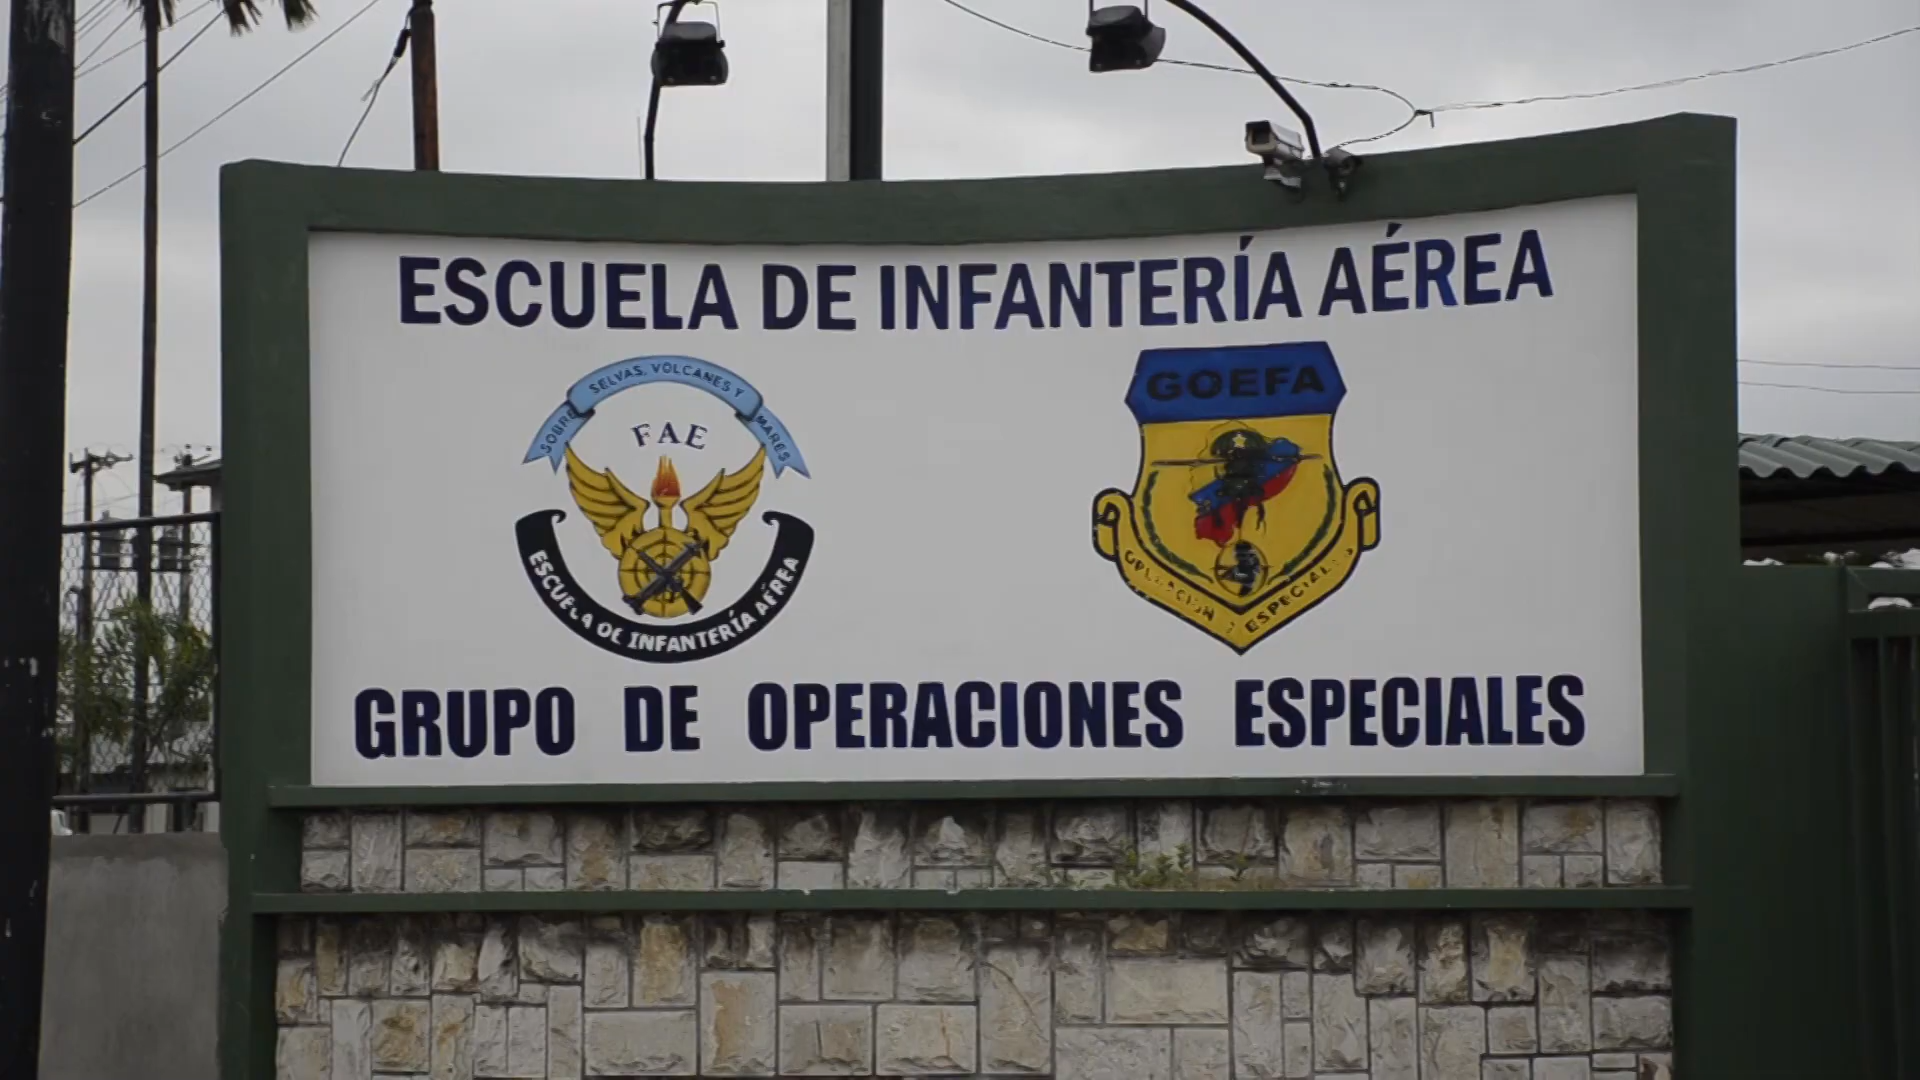 ESCUELA DE INFANTERÍA AÉREA
SOBRE SELVAS, VOLCANES Y MARES
FAE
ESCUELA DE INFANTERÍA AÉREA
GOEFA
GRUPO DE OPERACIONES ESPECIALES